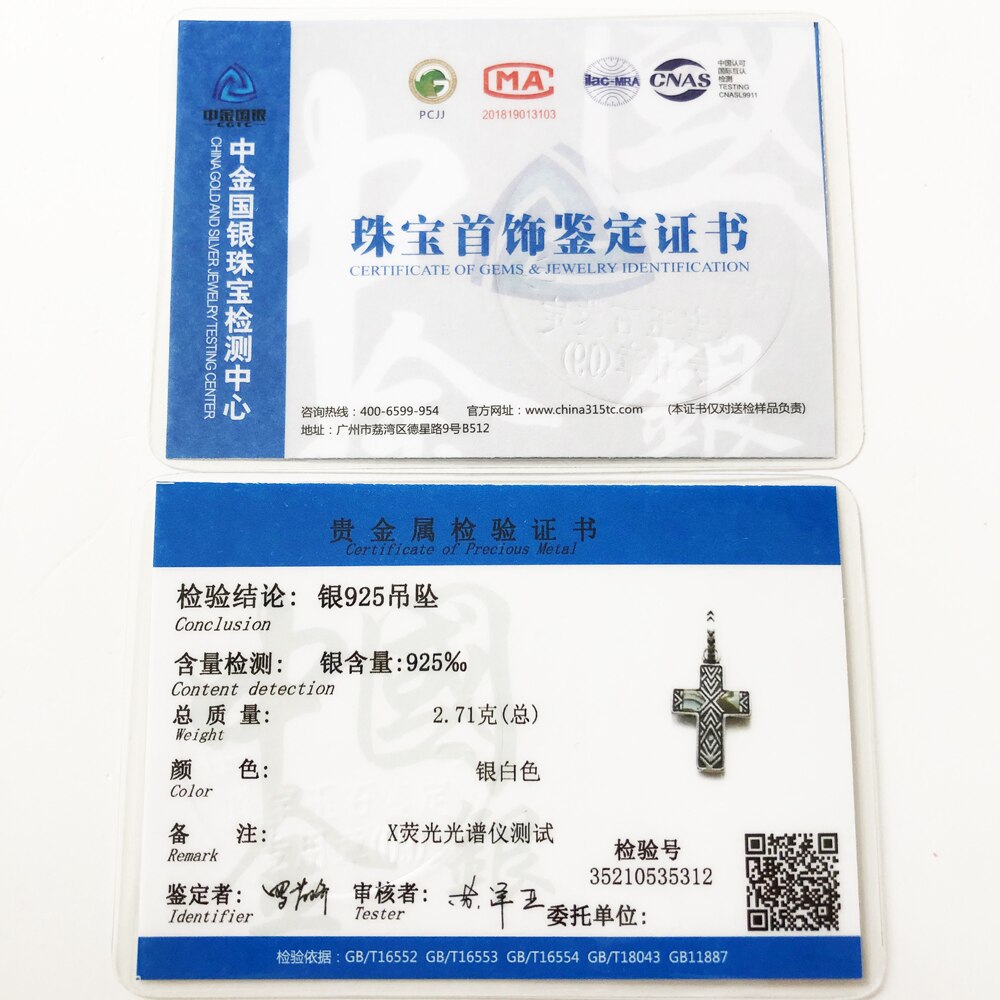 中金国银
CGTC
中金国银珠宝检测中心
CHINA GOLD AND SILVER JEWELRY TESTING CENTER
PCJJ
MA
201819013103
ilac-MRA
CNAS
中国认可
国际互认
检测
TESTING
CNASL9911
珠宝首饰鉴定证书
CERTIFICATE OF GEMS & JEWELRY IDENTIFICATION
咨询热线：400-6599-954 官方网址：www.china315tc.com (本证书仅对送检样品负责)
地址：广州市荔湾区德星路9号B512
贵金属检验证书
Certificate of Precious Metal
检验结论: 银925吊坠
Conclusion
含量检测: 银含量:925‰
Content detection
总质量: 2.71克(总)
Weight
颜 色: 银白色
Color
备 注: X荧光光谱仪测试
Remark
检验号
35210535312
鉴定者: 审核者:
Identifier Tester
委托单位:
检验依据：GB/T16552 GB/T16553 GB/T16554 GB/T18043 GB11887